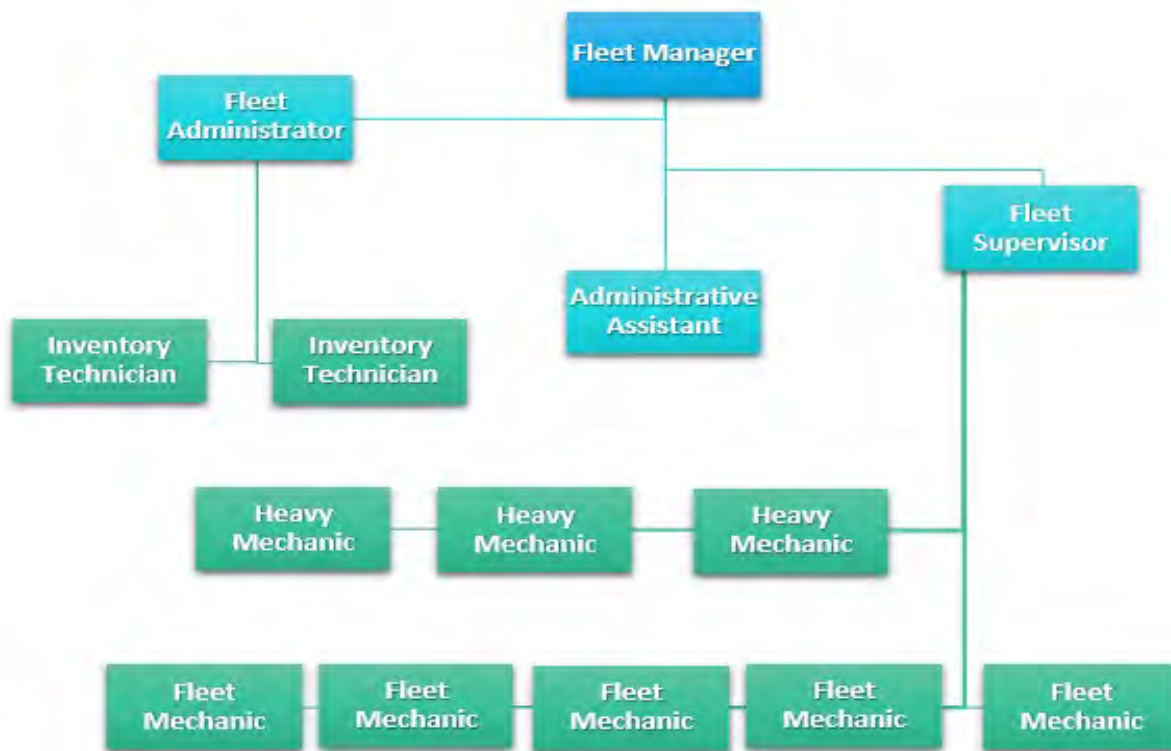 Fleet Manager
Fleet
Administrator
Fleet
Supervisor
Administrative
Assistant
Inventory
Technician
Inventory
Technician
Heavy
Mechanic
Heavy
Mechanic
Heavy
Mechanic
Fleet
Mechanic
Fleet
Mechanic
Fleet
Mechanic
Fleet
Mechanic
Fleet
Mechanic